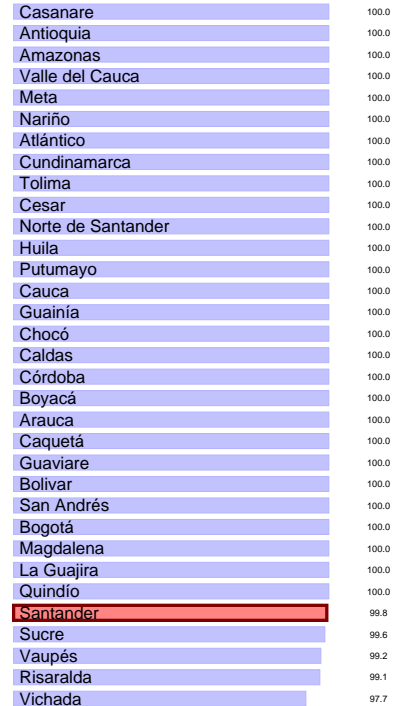 Casanare 100.0
Antioquia 100.0
Amazonas 100.0
Valle del Cauca 100.0
Meta 100.0
Nariño 100.0
Atlántico 100.0
Cundinamarca 100.0
Tolima 100.0
Cesar 100.0
Norte de Santander 100.0
Huila 100.0
Putumayo 100.0
Cauca 100.0
Guainía 100.0
Chocó 100.0
Caldas 100.0
Córdoba 100.0
Boyacá 100.0
Arauca 100.0
Caquetá 100.0
Guaviare 100.0
Bolivar 100.0
San Andrés 100.0
Bogotá 100.0
Magdalena 100.0
La Guajira 100.0
Quindío 100.0
Santander 99.8
Sucre 99.6
Vaupés 99.2
Risaralda 99.1
Vichada 97.7